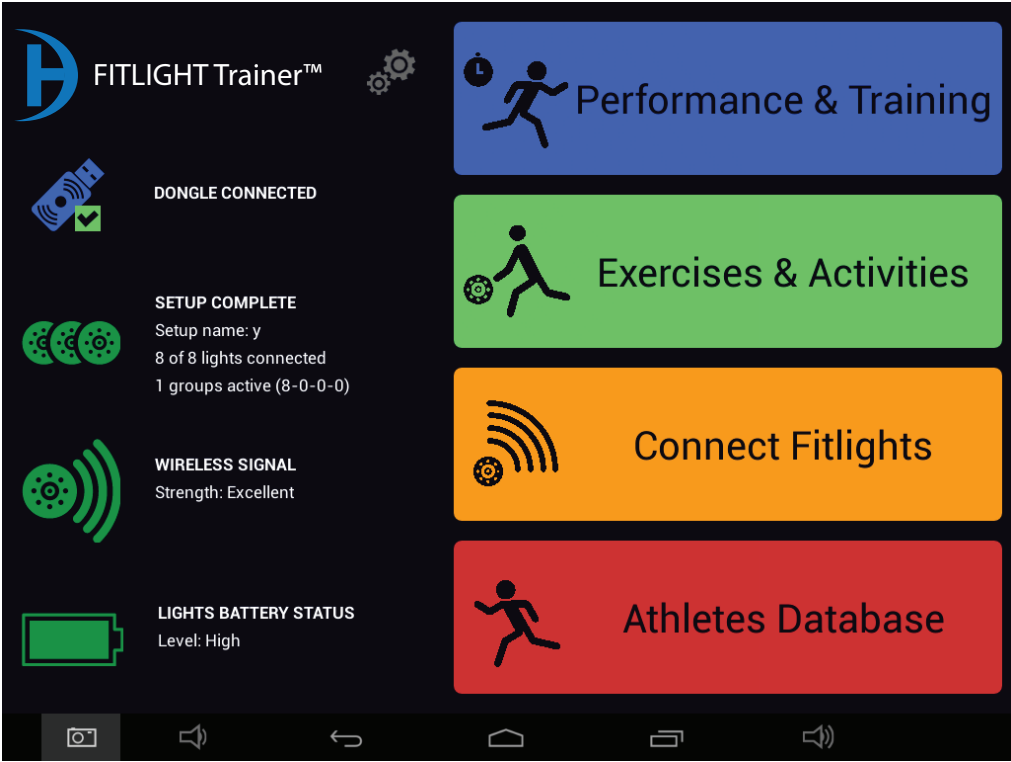 FITLIGHT Trainer™
DONGLE CONNECTED
SETUP COMPLETE
Setup name: y
8 of 8 lights connected
1 groups active (8-0-0-0)
WIRELESS SIGNAL
Strength: Excellent
LIGHTS BATTERY STATUS
Level: High
Performance & Training
Exercises & Activities
Connect Fitlights
Athletes Database